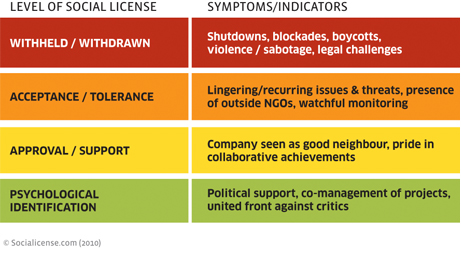 LEVEL OF SOCIAL LICENSE
SYMPTOMS/INDICATORS
WITHHELD / WITHDRAWN
Shutdowns, blockades, boycotts,
violence / sabotage, legal challenges
ACCEPTANCE / TOLERANCE
Lingering/recurring issues & threats, presence
of outside NGOs, watchful monitoring
APPROVAL / SUPPORT
Company seen as good neighbour, pride in
collaborative achievements
PSYCHOLOGICAL
IDENTIFICATION
Political support, co-management of projects,
united front against critics
© Socialicense.com (2010)